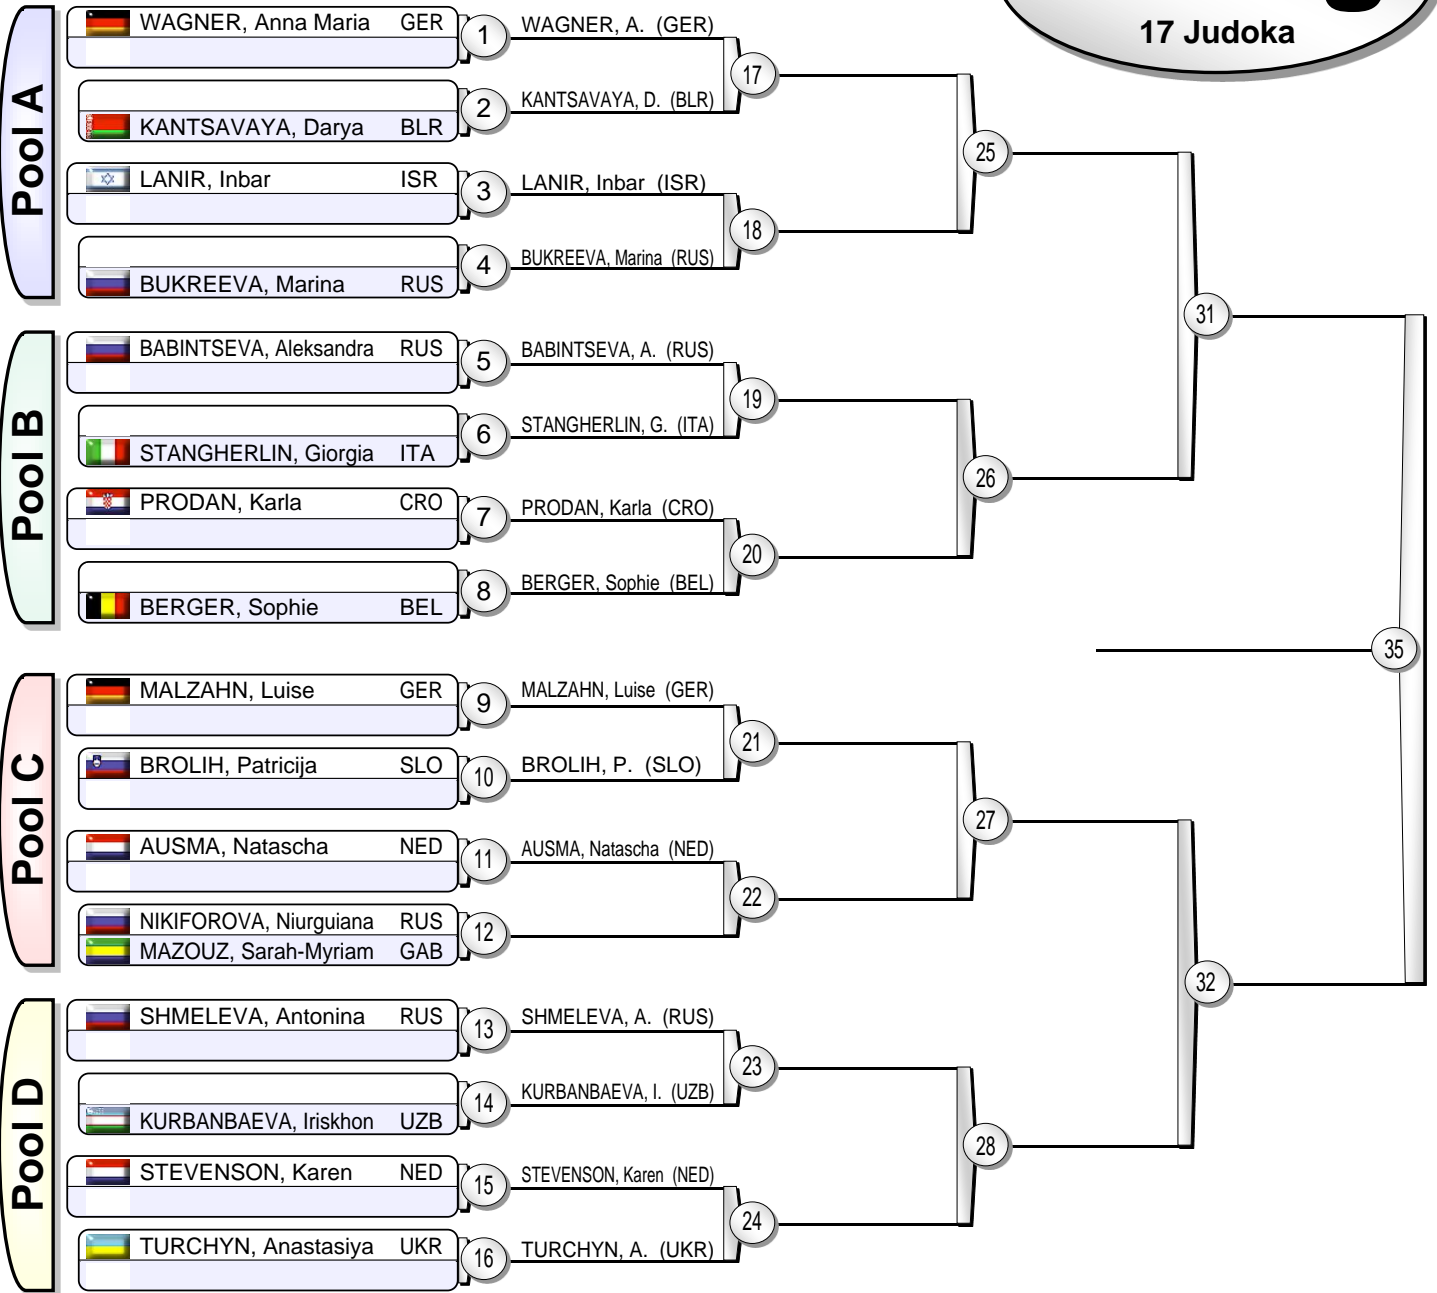 17 Judoka
Pool A
WAGNER, Anna Maria GER 1 WAGNER, A. (GER)
17
KANTSAVAYA, Darya BLR 2 KANTSAVAYA, D. (BLR)
25
LANIR, Inbar ISR 3 LANIR, Inbar (ISR)
18
BUKREEVA, Marina RUS 4 BUKREEVA, Marina (RUS)
31
Pool B
BABINTSEVA, Aleksandra RUS 5 BABINTSEVA, A. (RUS)
19
STANGHERLIN, Giorgia ITA 6 STANGHERLIN, G. (ITA)
26
PRODAN, Karla CRO 7 PRODAN, Karla (CRO)
20
BERGER, Sophie BEL 8 BERGER, Sophie (BEL)
35
Pool C
MALZAHN, Luise GER 9 MALZAHN, Luise (GER)
21
BROLIH, Patricija SLO 10 BROLIH, P. (SLO)
27
AUSMA, Natascha NED 11 AUSMA, Natascha (NED)
22
NIKIFOROVA, Niurguiana RUS 12
MAZOUZ, Sarah-Myriam GAB
32
Pool D
SHMELEVA, Antonina RUS 13 SHMELEVA, A. (RUS)
23
KURBANBAEVA, Iriskhon UZB 14 KURBANBAEVA, I. (UZB)
28
STEVENSON, Karen NED 15 STEVENSON, Karen (NED)
24
TURCHYN, Anastasiya UKR 16 TURCHYN, A. (UKR)